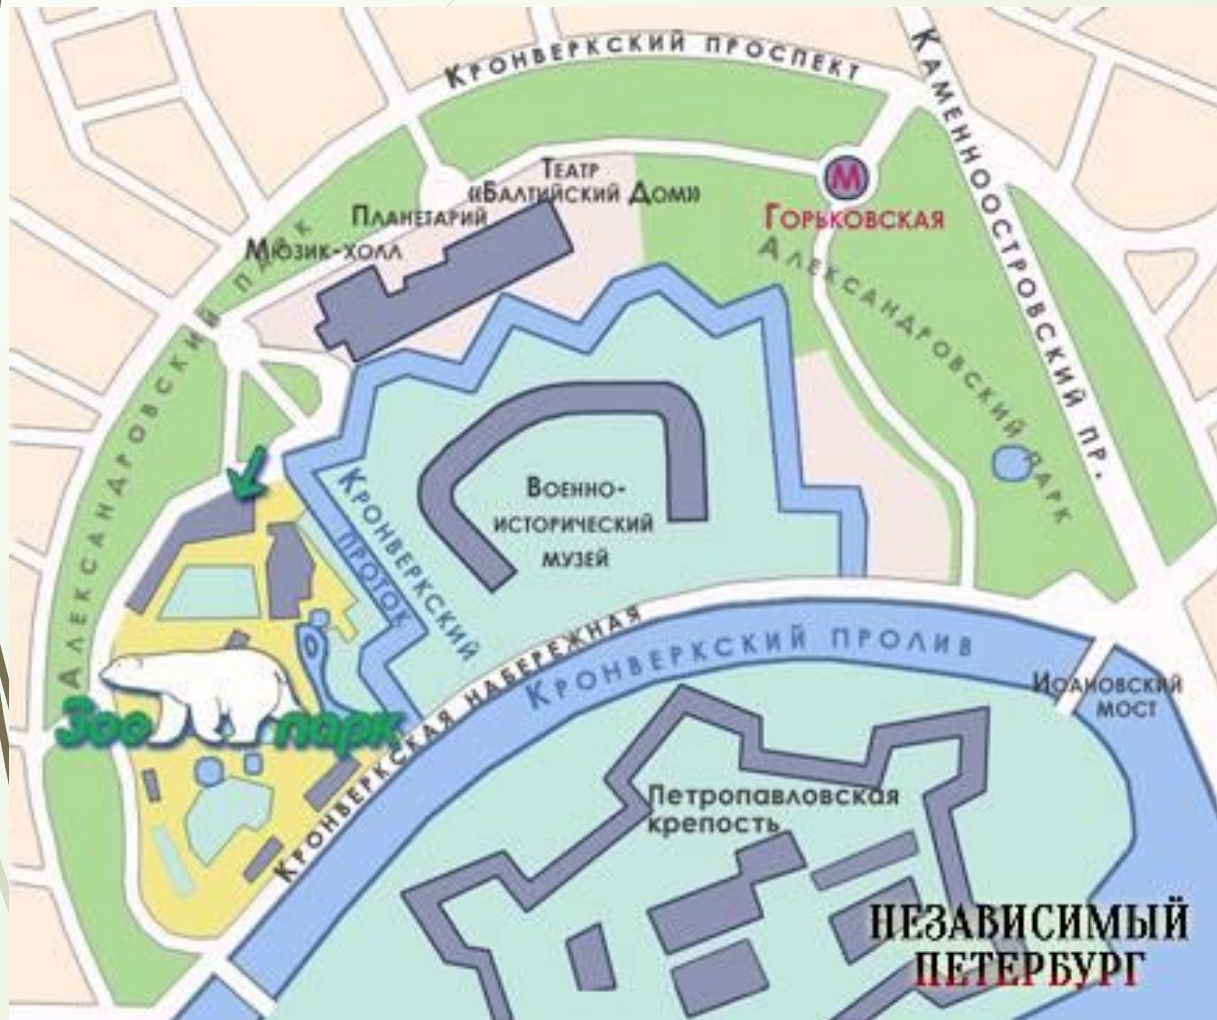 Кронверкский проспект
Каменноостровский пр.
Театр
«Балтийский Дом»
Планетарий
Мюзик-холл
М
Горьковская
Александровский парк
Александровский парк
Военно-
исторический
музей
Кронверкский
проток
Кронверкская набережная
Кронверкский пролив
Иоановский
мост
Зоопарк
Петропавловская
крепость
НЕЗАВИСИМЫЙ
ПЕТЕРБУРГ